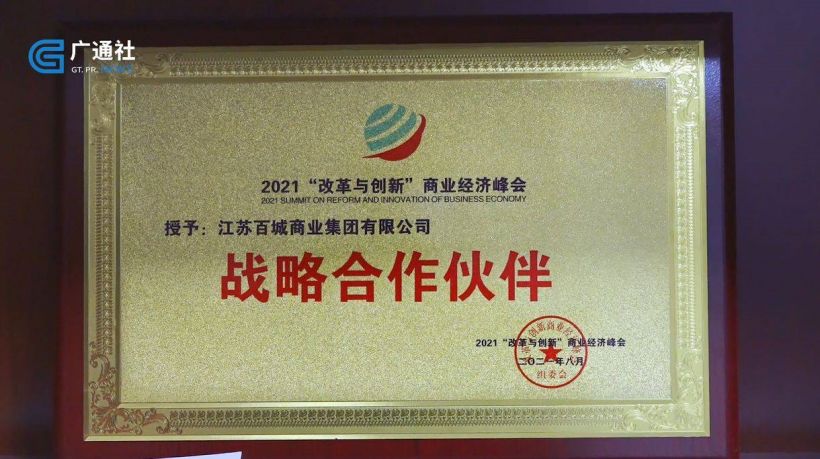 广通社
GT. PR.
2021“改革与创新”商业经济峰会
2021 SUMMIT ON REFORM AND INNOVATION OF BUSINESS ECONOMY
授予：江苏百城商业集团有限公司
战略合作伙伴
2021“改革与创新”商业经济峰会
二〇二一年八月
组委会